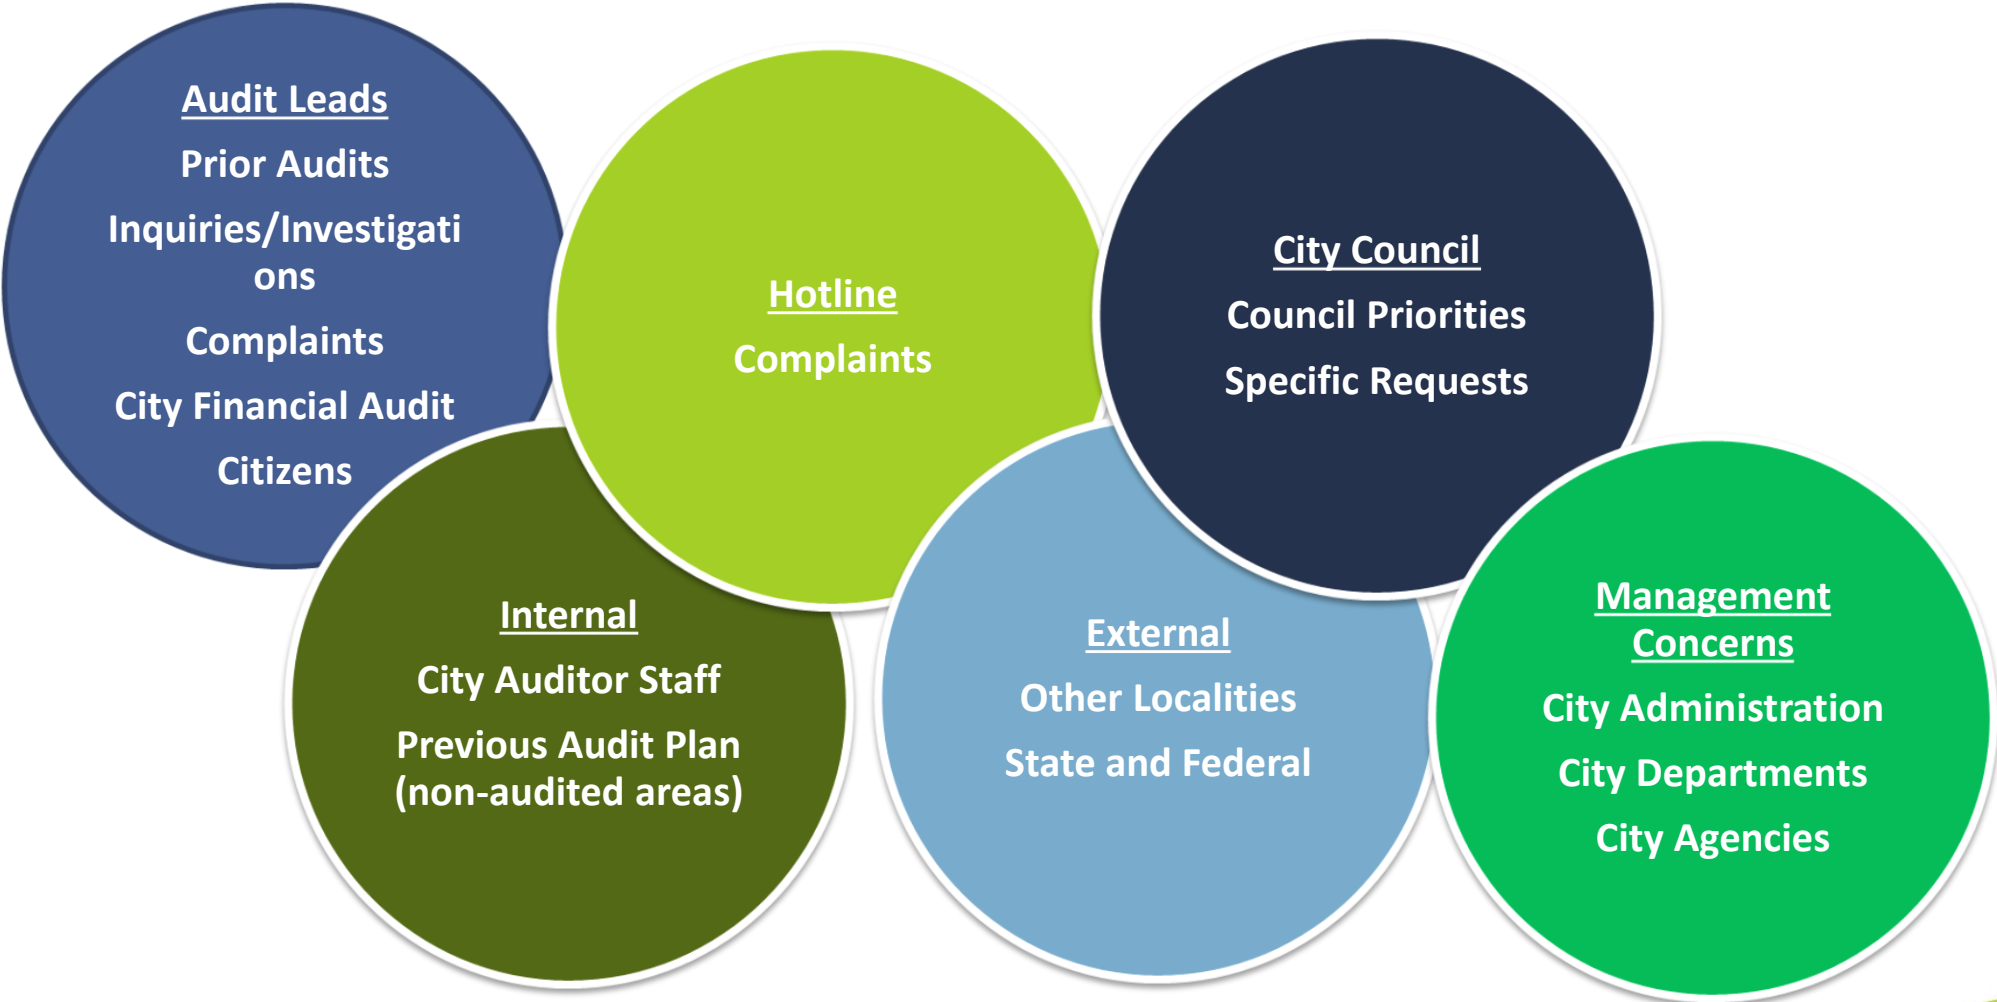 Audit Leads
Prior Audits
Inquiries/Investigati
ons
Complaints
City Financial Audit
Citizens
Internal
City Auditor Staff
Previous Audit Plan
(non-audited areas)
Hotline
Complaints
External
Other Localities
State and Federal
City Council
Council Priorities
Specific Requests
Management
Concerns
City Administration
City Departments
City Agencies